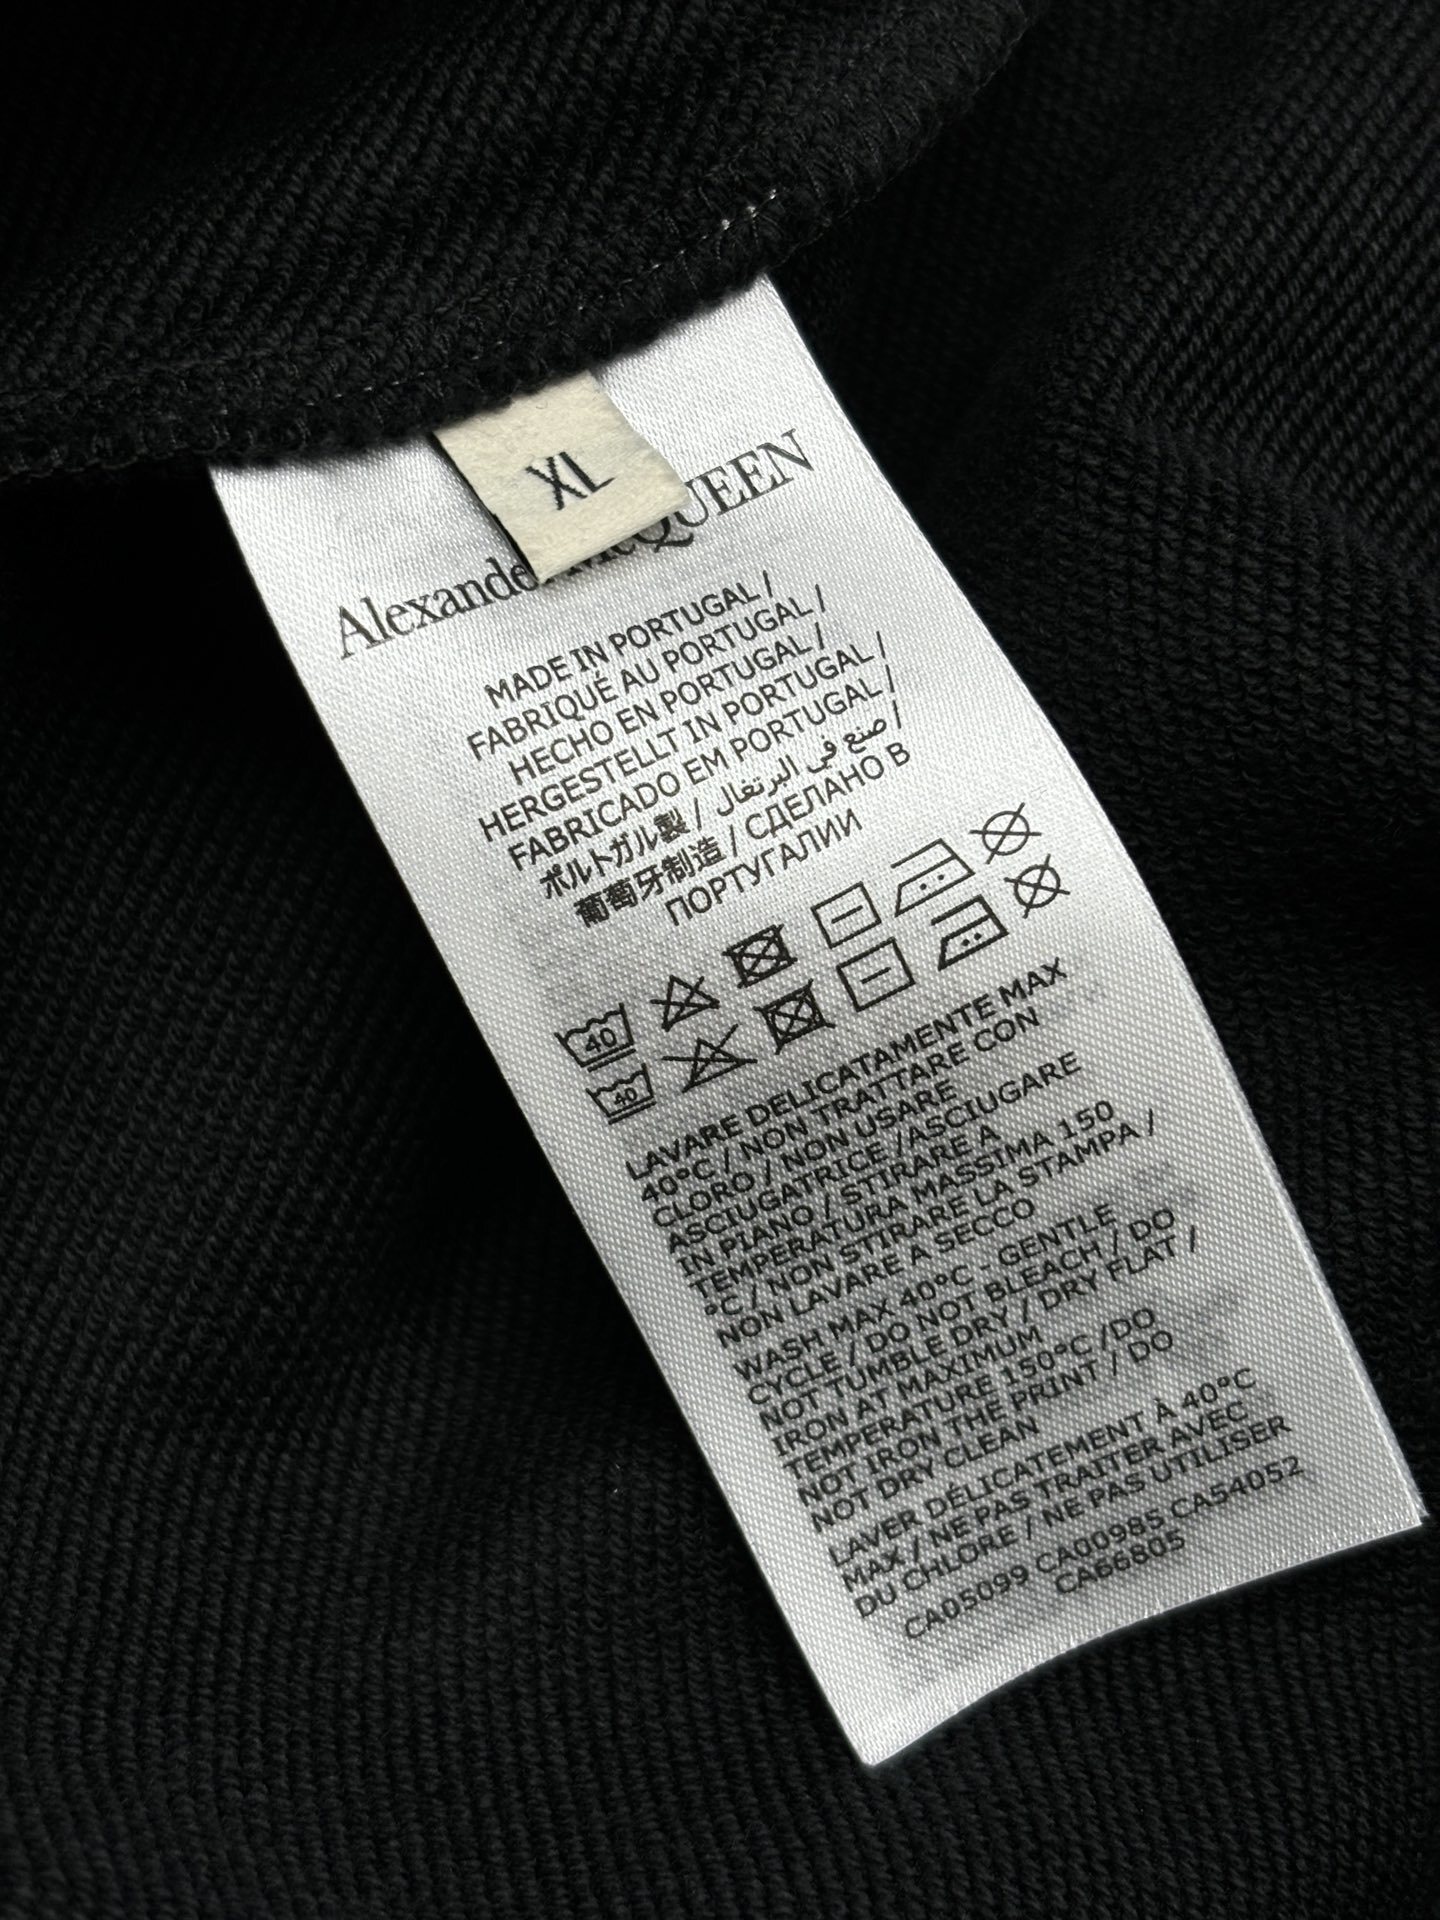 XL
Alexander McQUEEN
MADE IN PORTUGAL /
FABRIQUÉ AU PORTUGAL /
HECHO EN PORTUGAL /
HERGESTELLT IN PORTUGAL /
FABRICADO EM PORTUGAL /
ポルトガル製 / صنع في البرتغال /
葡萄牙制造 / СДЕЛАНО В
ПОРТУГАЛИИ
40
40
LAVARE DELICATAMENTE MAX
40°C / NON TRATTARE CON
CLORO / NON USARE
ASCIUGATRICE /ASCIUGARE
IN PIANO / STIRARE A
TEMPERATURA MASSIMA 150
°C / NON STIRARE LA STAMPA /
NON LAVARE A SECCO
WASH MAX 40°C - GENTLE
CYCLE / DO NOT BLEACH / DO
NOT TUMBLE DRY / DRY FLAT /
IRON AT MAXIMUM
TEMPERATURE 150°C /DO
NOT IRON THE PRINT / DO
NOT DRY CLEAN
LAVER DÉLICATEMENT À 40°C
MAX / NE PAS TRAITER AVEC
DU CHLORE / NE PAS UTILISER
CA05099 CA00985 CA54052
CA66805